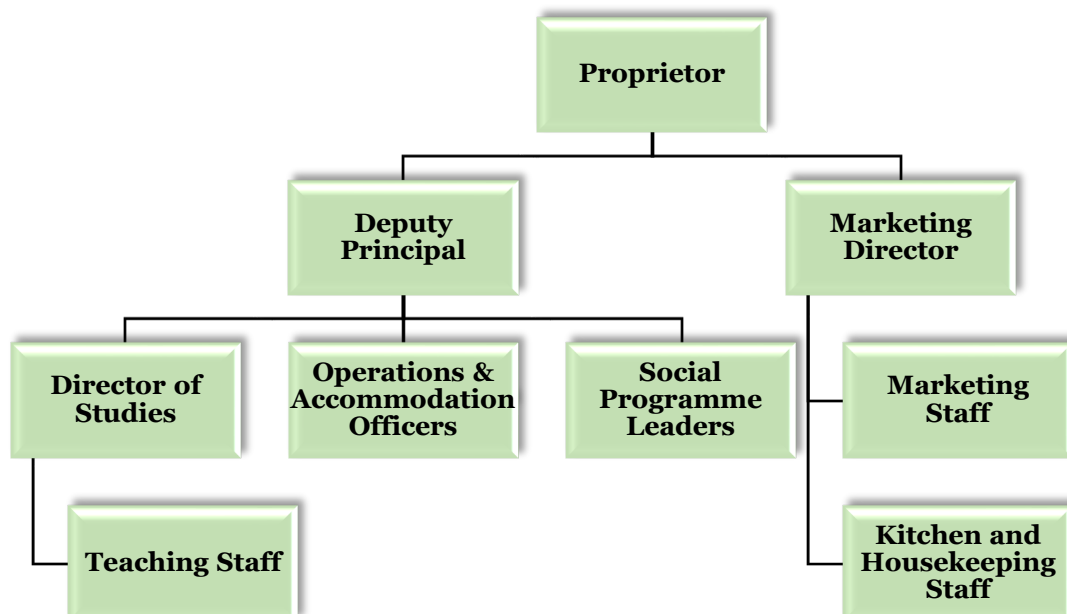 Proprietor
Deputy
Principal
Marketing
Director
Director of
Studies
Operations &
Accommodation
Officers
Social
Programme
Leaders
Marketing
Staff
Teaching Staff
Kitchen and
Housekeeping
Staff